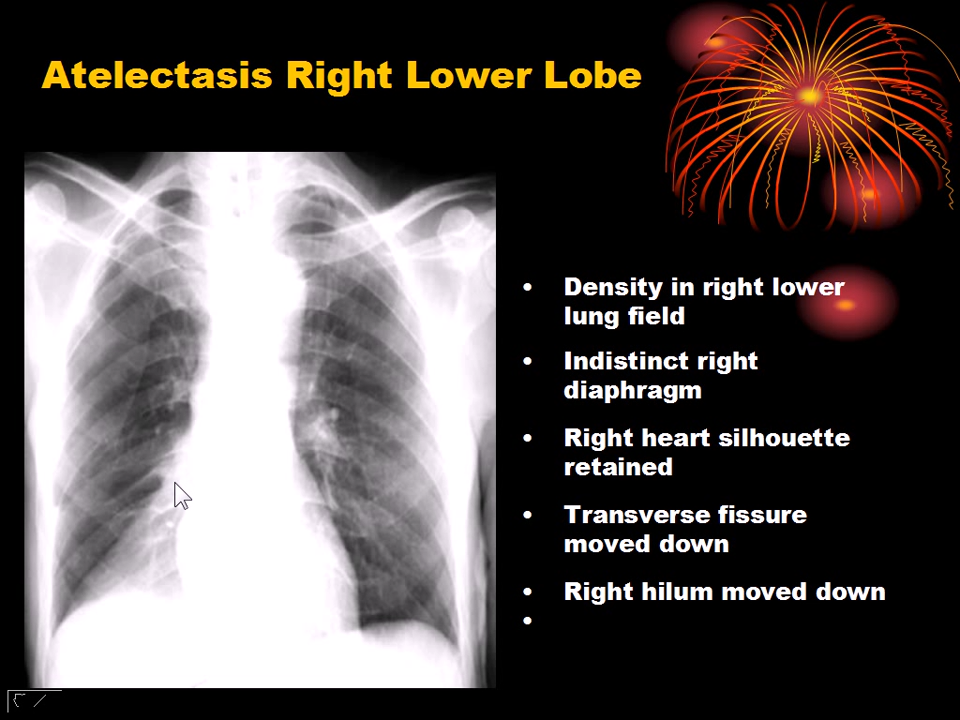 Atelectasis Right Lower Lobe
• Density in right lower
lung field
• Indistinct right
diaphragm
• Right heart silhouette
retained
• Transverse fissure
moved down
• Right hilum moved down
•